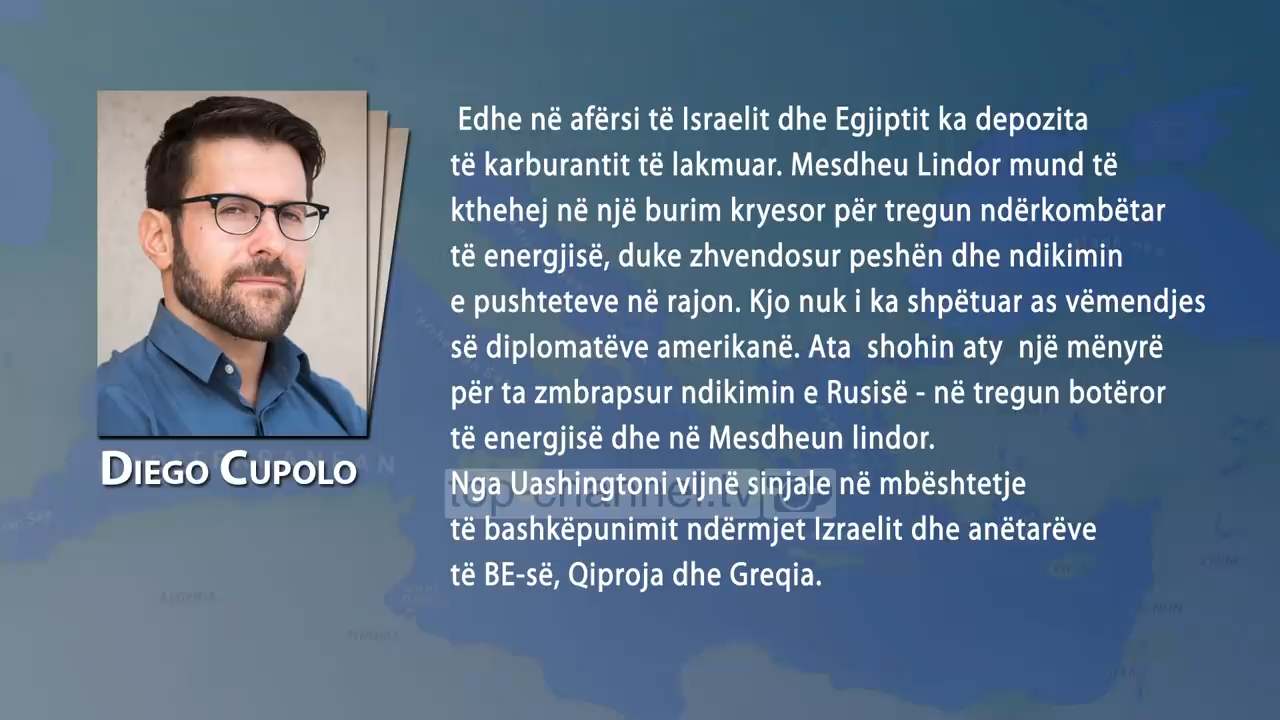 Edhe në afërsi të Israelit dhe Egjiptit ka depozita
të karburantit të lakmuar. Mesdheu Lindor mund të
kthehej në një burim kryesor për tregun ndërkombëtar
të energjisë, duke zhvendosur peshën dhe ndikimin
e pushteteve në rajon. Kjo nuk i ka shpëtuar as vëmendjes
së diplomatëve amerikanë. Ata shohin aty një mënyrë
për ta zmbrapsur ndikimin e Rusisë - në tregun botëror
të energjisë dhe në Mesdheun lindor.
Nga Uashingtoni vijnë sinjale në mbështetje
të bashkëpunimit ndërmjet Izraelit dhe anëtarëve
të BE-së, Qiproja dhe Greqia.
DIEGO CUPOLO
top-channel.tv
ALGERIA